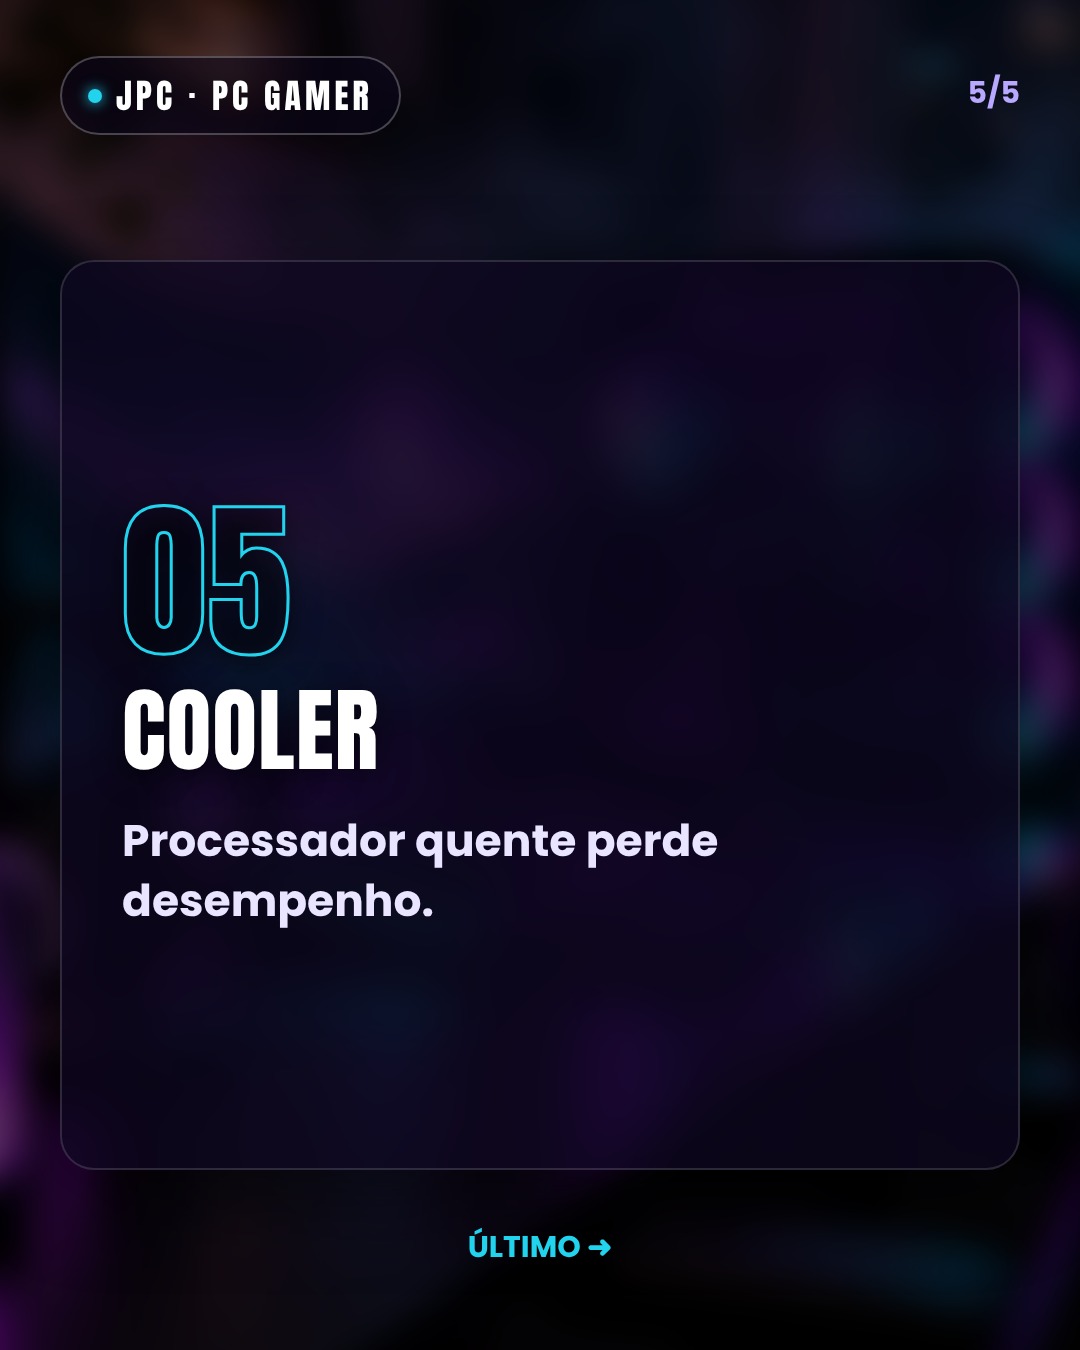 JPC · PC GAMER
5/5
05
COOLER
Processador quente perde
desempenho.
ÚLTIMO ➔